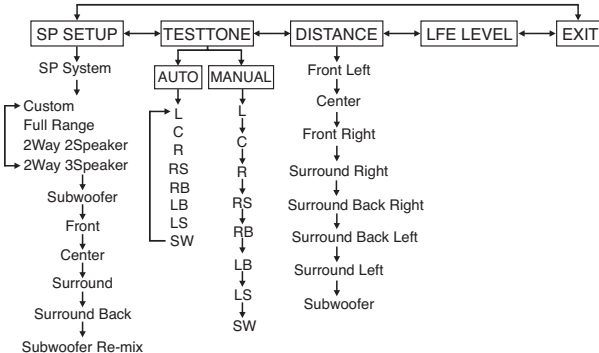 SP SETUP TESTTONE DISTANCE LFE LEVEL EXIT
SP System
Custom
Full Range
2Way 2Speaker
2Way 3Speaker
Subwoofer
Front
Center
Surround
Surround Back
Subwoofer Re-mix
AUTO
L
C
R
RS
RB
LB
LS
SW
MANUAL
L
C
R
RS
RB
LB
LS
SW
Front Left
Center
Front Right
Surround Right
Surround Back Right
Surround Back Left
Surround Left
Subwoofer